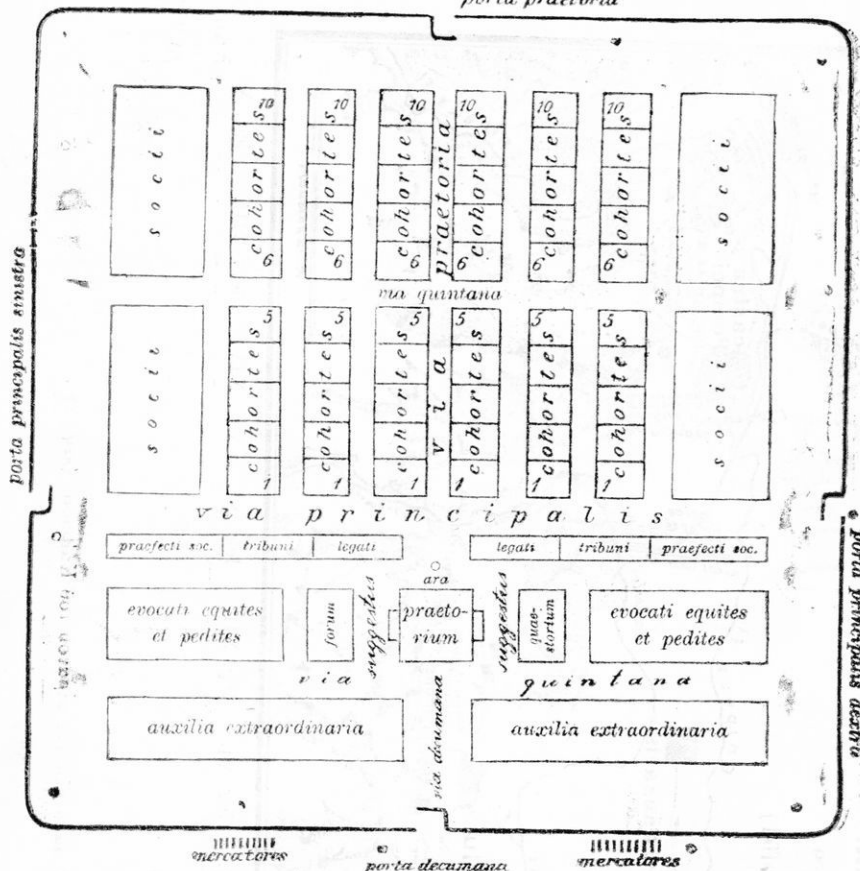 porta praetoria
10 10 10 10 10 10
socii cohortes cohortes cohortes cohortes cohortes cohortes socii
6 6 6 6 6 6
via quintana
5 5 5 5 5 5
socii cohortes cohortes cohortes cohortes cohortes cohortes socii
1 1 1 1 1 1
via praetoria
porta principalis sinistra
via principalis
praefecti soc. tribuni legati
legati tribuni praefecti soc.
ara
evocati equites
et pedites
forum
suggestus
praeto-
rium
suggestus
quae-
storium
evocati equites
et pedites
via quintana
auxilia extraordinaria
via decumana
auxilia extraordinaria
porta principalis dextra
mercatores
porta decumana
mercatores